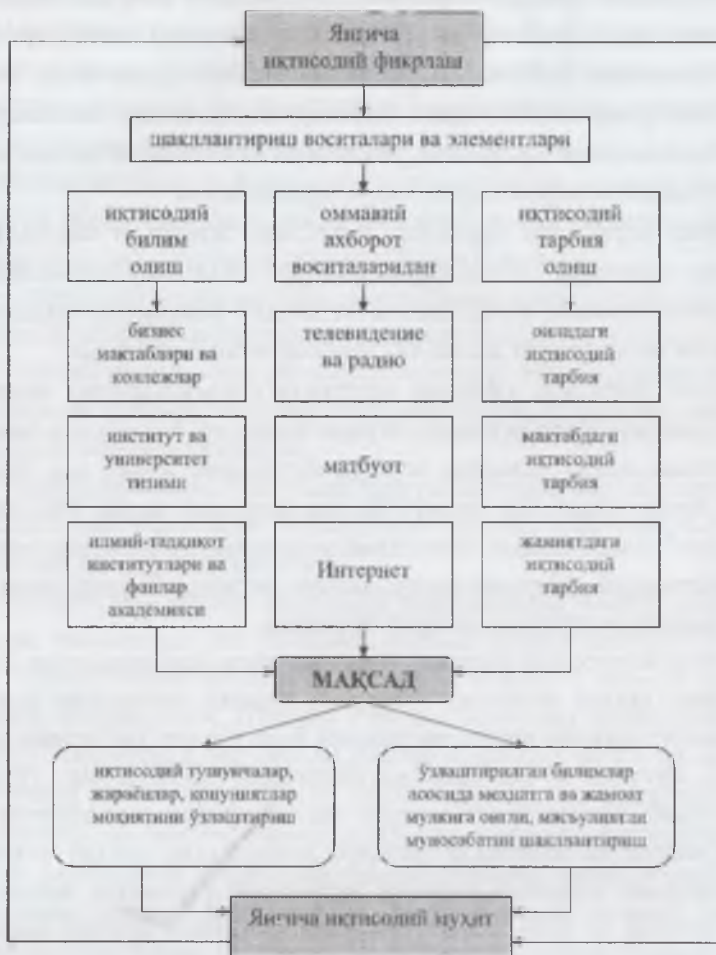 Янгича
иқтисодий фикрлаш
шакллантириш воситалари ва элементлари
иқтисодий
билим
олиш
оммавий
ахборот
воситаларидан
иқтисодий
тарбия
олиш
бизнес
мактаблари ва
коллежлар
телевидение
ва радио
оиладаги
иқтисодий
тарбия
институт ва
университет
тизими
матбуот
мактабдаги
иқтисодий
тарбия
илмий-тадқиқот
институтлари ва
фанлар
академияси
Интернет
жамиятдаги
иқтисодий
тарбия
МАҚСАД
иқтисодий тушунчалар,
жараёнлар, қонуниятлар
моҳиятини ўзлаштириш
ўзлаштирилган билимлар
асосида меҳнатга ва жамоат
мулкига онгли, масъулиятли
муносабатни шакллантириш
Янгича иқтисодий муҳит